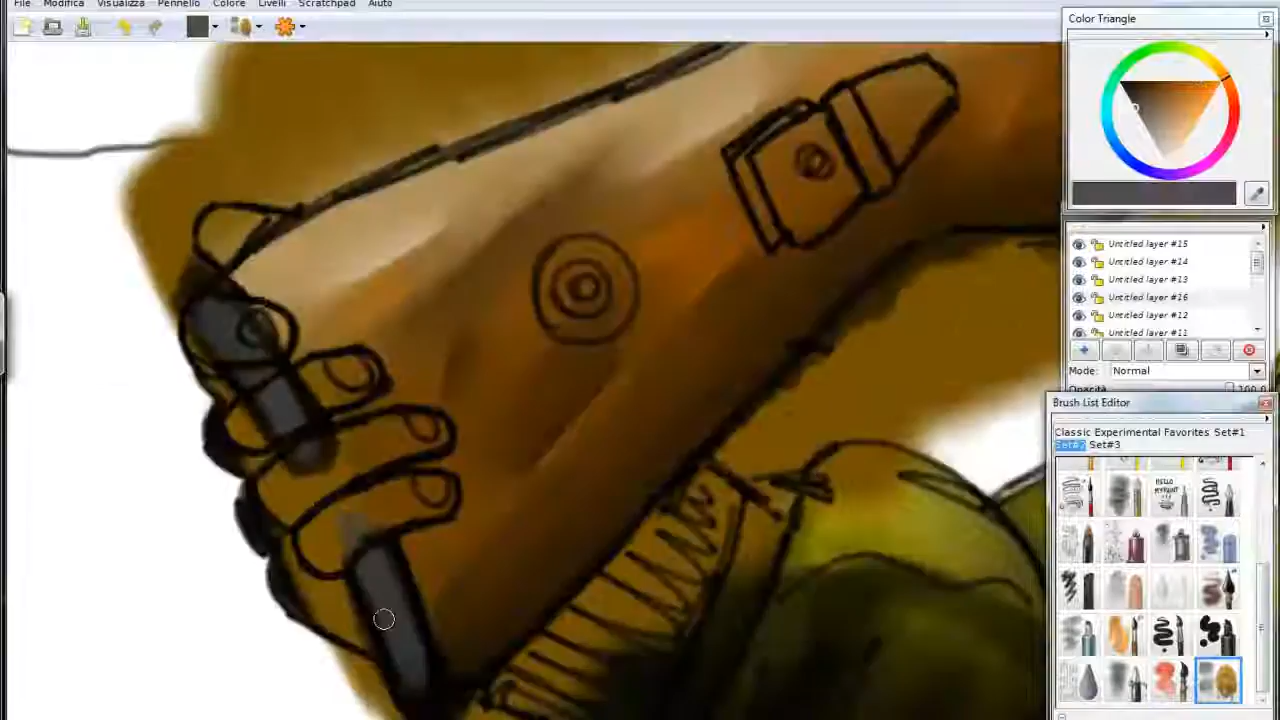 File Modifica Visualizza Pennello Colore Livelli Scratchpad Aiuto
Color Triangle
Untitled layer #15
Untitled layer #14
Untitled layer #13
Untitled layer #16
Untitled layer #12
Untitled layer #11
Mode: Normal
Opacità
Brush List Editor
Classic Experimental Favorites Set#1
Set#2 Set#3
HELLO